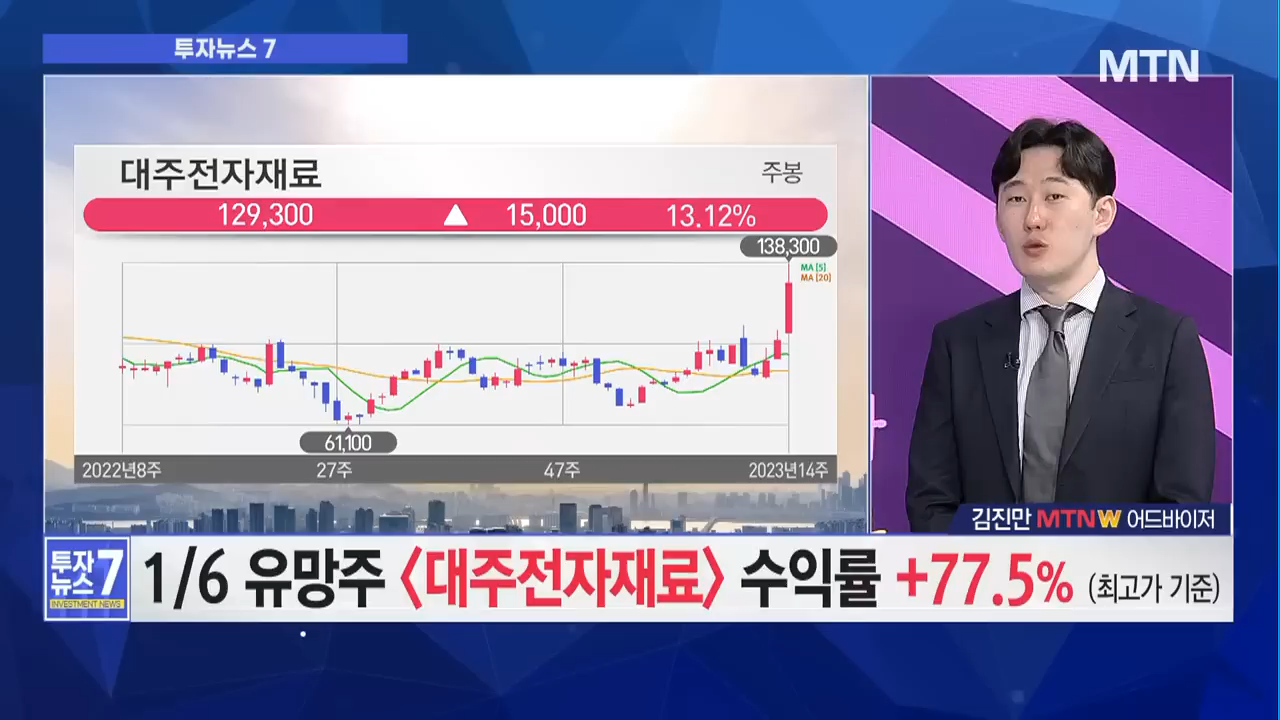 투자뉴스 7
MTN
대주전자재료
주봉
129,300 ▲ 15,000 13.12%
138,300
MA [5]
MA [20]
61,100
2022년8주 27주 47주 2023년14주
김진만 MTNW 어드바이저
투자
뉴스 7
INVESTMENT NEWS
1/6 유망주 〈대주전자재료〉 수익률 +77.5% (최고가 기준)